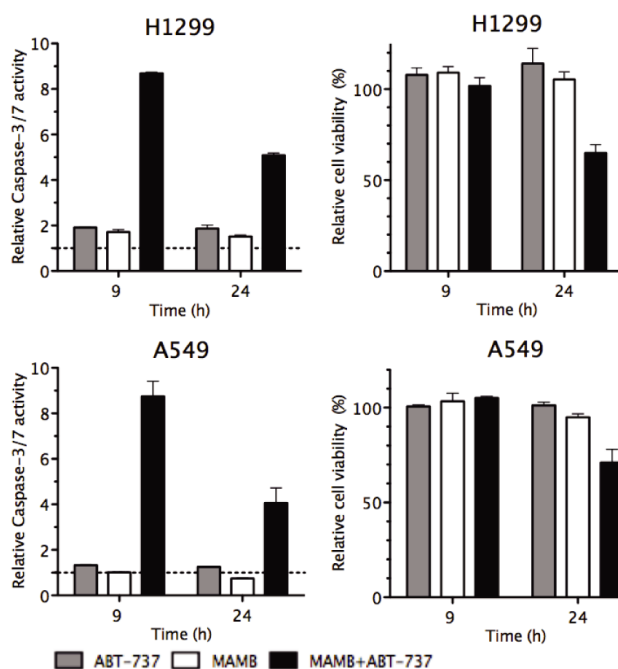 H1299
Relative Caspase-3/7 activity
10
8
6
4
2
0
9
24
Time (h)
H1299
Relative cell viability (%)
100
50
0
9
24
Time (h)
A549
Relative Caspase-3/7 activity
10
8
6
4
2
0
9
24
Time (h)
A549
Relative cell viability (%)
100
50
0
9
24
Time (h)
ABT-737
MAMB
MAMB+ABT-737